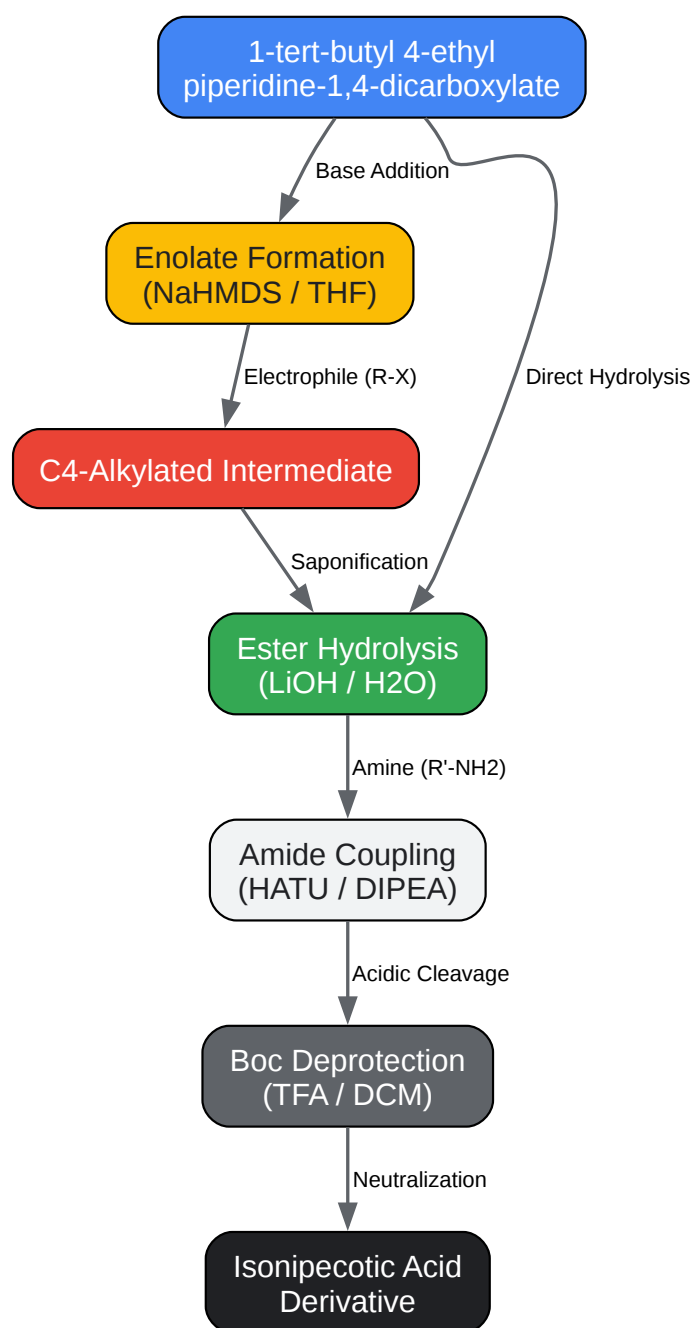 1-tert-butyl 4-ethyl
piperidine-1,4-dicarboxylate
Base Addition
Enolate Formation
(NaHMDS / THF)
Electrophile (R-X)
Direct Hydrolysis
C4-Alkylated Intermediate
Saponification
Ester Hydrolysis
(LiOH / H2O)
Amine (R'-NH2)
Amide Coupling
(HATU / DIPEA)
Acidic Cleavage
Boc Deprotection
(TFA / DCM)
Neutralization
Isonipecotic Acid
Derivative